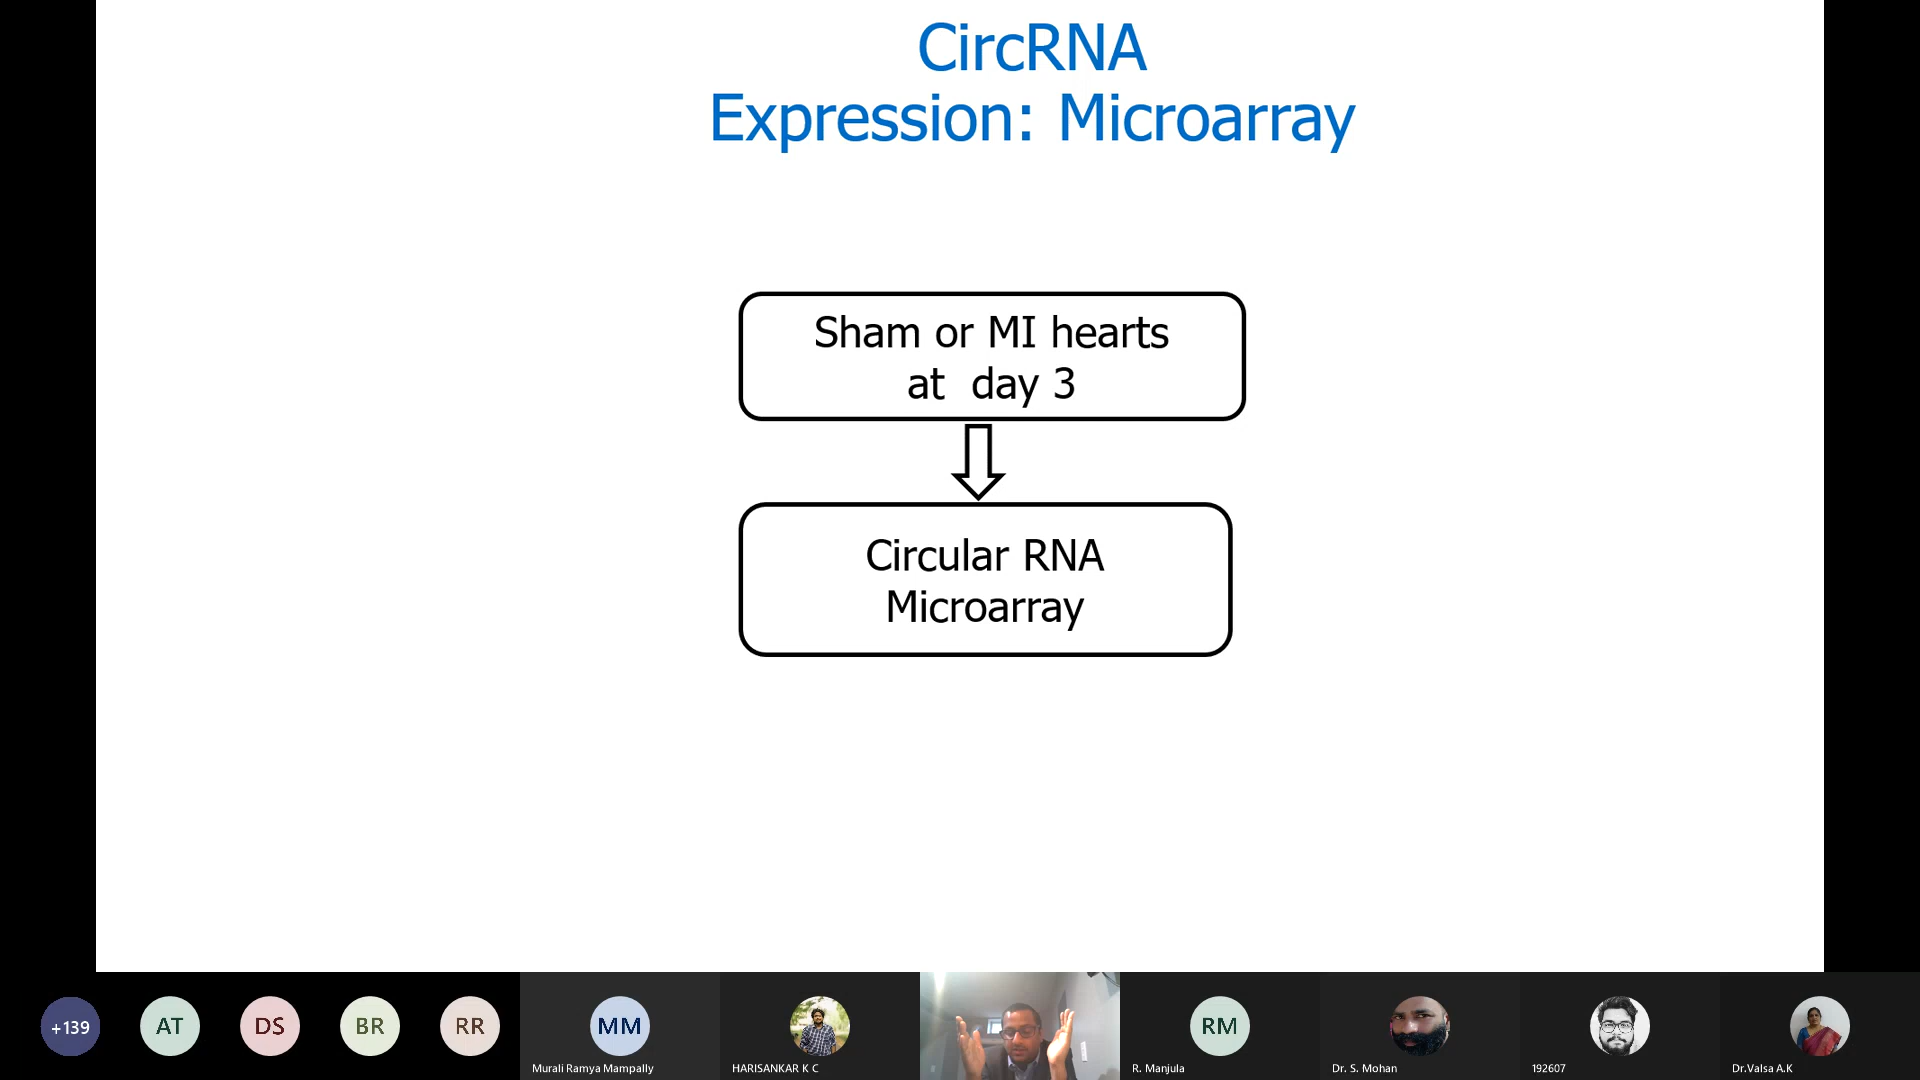 CircRNA
Expression: Microarray
Sham or MI hearts
at day 3
Circular RNA
Microarray
+139
AT
DS
BR
RR
MM
RM
Murali Ramya Mampally
HARISANKAR K C
R. Manjula
Dr. S. Mohan
192607
Dr.Valsa A.K